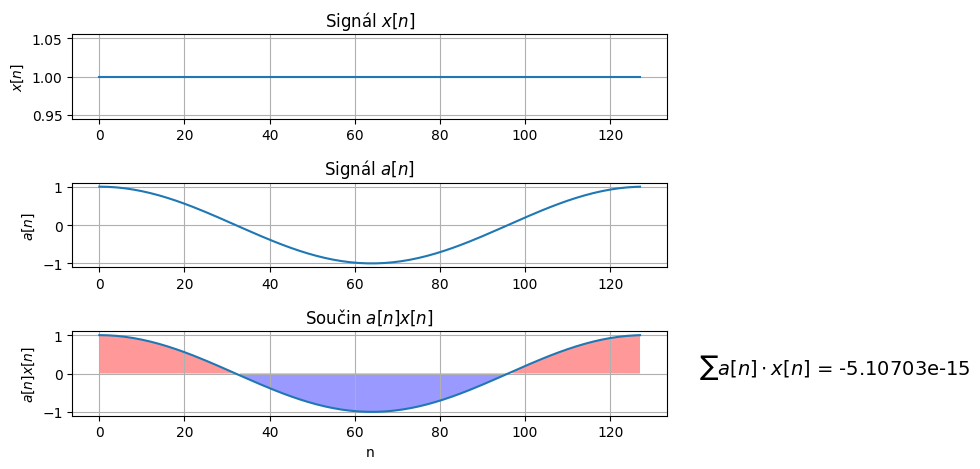 Signál x[n]
1.05
1.00
0.95
x[n]
0 20 40 60 80 100 120
Signál a[n]
1
0
−1
a[n]
0 20 40 60 80 100 120
Součin a[n]x[n]
1
0
−1
a[n]x[n]
0 20 40 60 80 100 120
n
∑a[n] · x[n] = -5.10703e-15